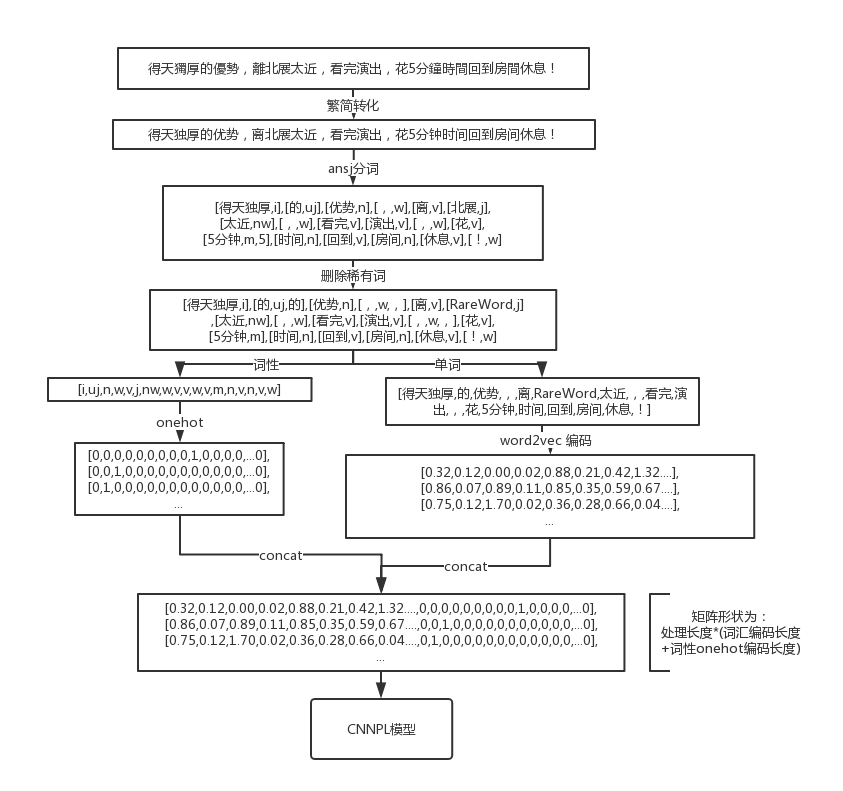 得天獨厚的優勢，離北展太近，看完演出，花5分鐘時間回到房間休息！
繁简转化
得天独厚的优势，离北展太近，看完演出，花5分钟时间回到房间休息！
ansj分词
[得天独厚,i],[的,uj],[优势,n],[，,w],[离,v],[北展,j],
[太近,nw],[，,w],[看完,v],[演出,v],[，,w],[花,v],
[5分钟,m,5],[时间,n],[回到,v],[房间,n],[休息,v],[！,w]
删除稀有词
[得天独厚,i],[的,uj,的],[优势,n],[，,w,，],[离,v],[RareWord,j]
,[太近,nw],[，,w],[看完,v],[演出,v],[，,w,，],[花,v],
[5分钟,m],[时间,n],[回到,v],[房间,n],[休息,v],[！,w]
词性
单词
[i,uj,n,w,v,j,nw,w,v,v,w,v,m,n,v,n,v,w]
[得天独厚,的,优势,，,离,RareWord,太近,，,看完,演
出,，,花,5分钟,时间,回到,房间,休息,！]
onehot
word2vec 编码
[0,0,0,0,0,0,0,0,0,1,0,0,0,0,...0],
[0,0,1,0,0,0,0,0,0,0,0,0,0,0,...0],
[0,1,0,0,0,0,0,0,0,0,0,0,0,0,...0],
...
[0.32,0.12,0.00,0.02,0.88,0.21,0.42,1.32....],
[0.86,0.07,0.89,0.11,0.85,0.35,0.59,0.67....],
[0.75,0.12,1.70,0.02,0.36,0.28,0.66,0.04....],
...
concat
concat
[0.32,0.12,0.00,0.02,0.88,0.21,0.42,1.32....,0,0,0,0,0,0,0,0,0,1,0,0,0,0,...0],
[0.86,0.07,0.89,0.11,0.85,0.35,0.59,0.67....,0,0,1,0,0,0,0,0,0,0,0,0,0,0,...0],
[0.75,0.12,1.70,0.02,0.36,0.28,0.66,0.04....,0,1,0,0,0,0,0,0,0,0,0,0,0,0,...0],
...
矩阵形状为：
处理长度*(词汇编码长度
+词性onehot编码长度)
CNNPL模型